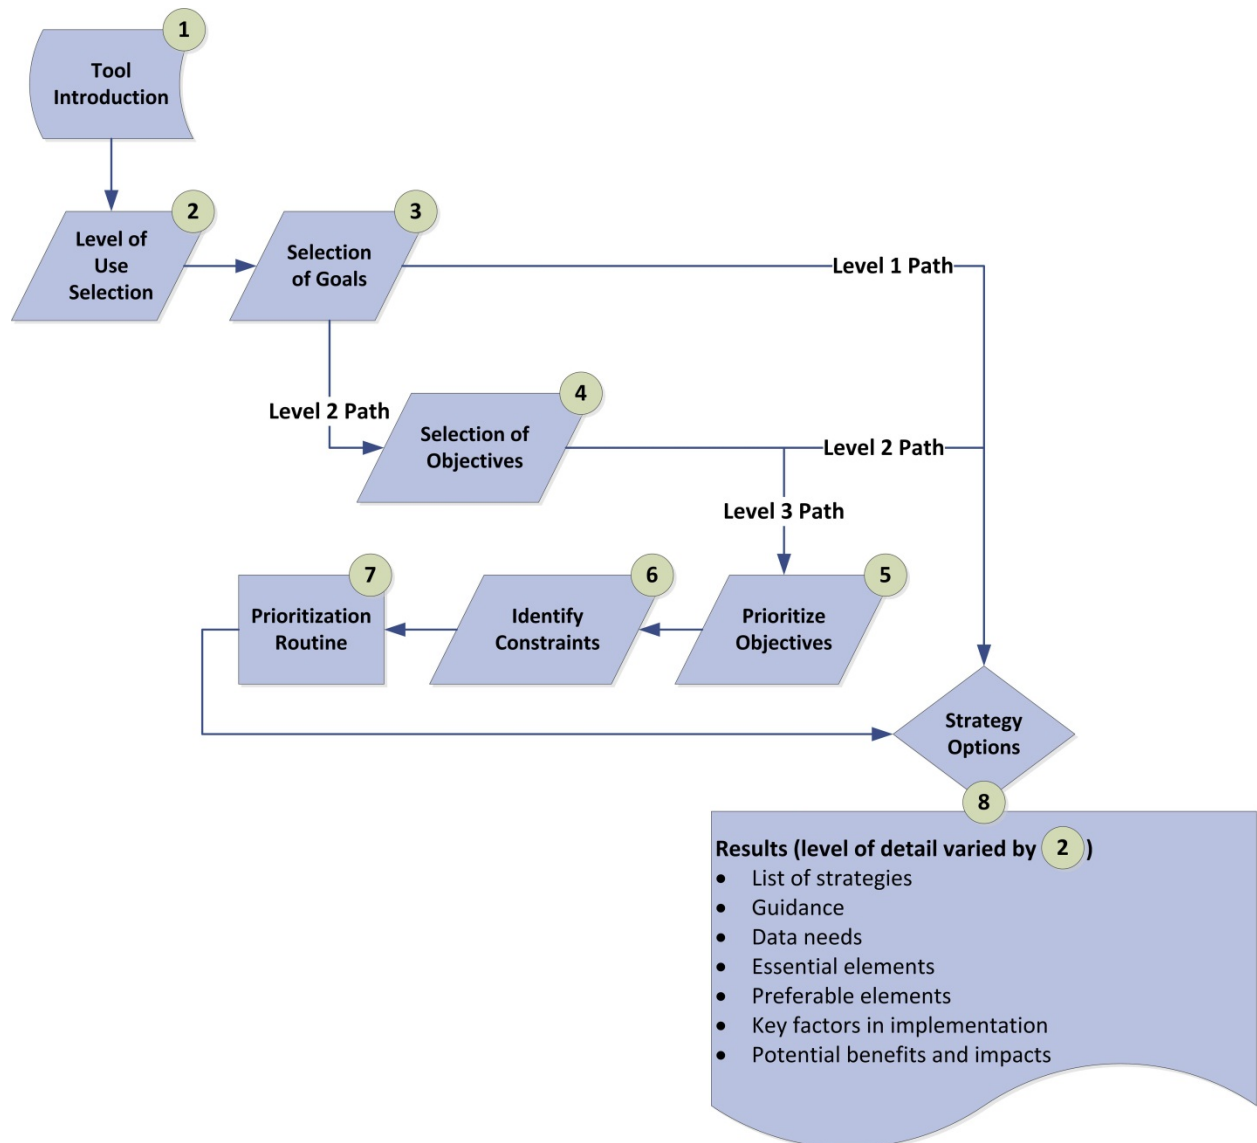 1
Tool
Introduction
2
Level of
Use
Selection
3
Selection
of Goals
Level 1 Path
Level 2 Path
4
Selection of
Objectives
Level 2 Path
Level 3 Path
7
Prioritization
Routine
6
Identify
Constraints
5
Prioritize
Objectives
Strategy
Options
8
Results (level of detail varied by 2 )
• List of strategies
• Guidance
• Data needs
• Essential elements
• Preferable elements
• Key factors in implementation
• Potential benefits and impacts